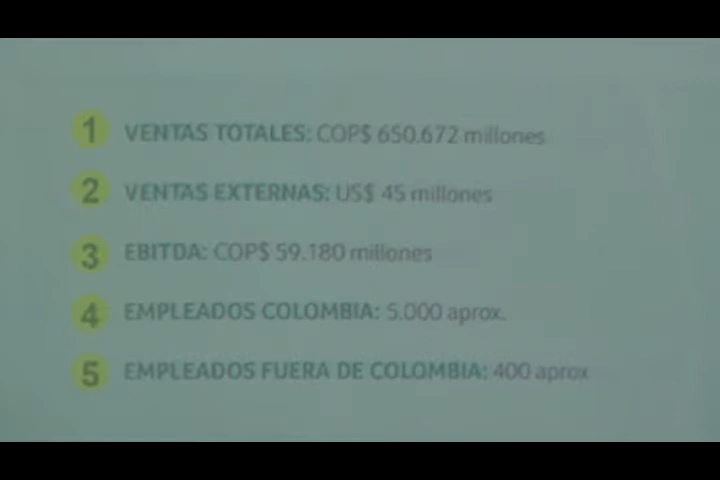 1 VENTAS TOTALES: COP$ 650.672 millones
2 VENTAS EXTERNAS: US$ 45 millones
3 EBITDA: COP$ 59.180 millones
4 EMPLEADOS COLOMBIA: 5.000 aprox.
5 EMPLEADOS FUERA DE COLOMBIA: 400 aprox